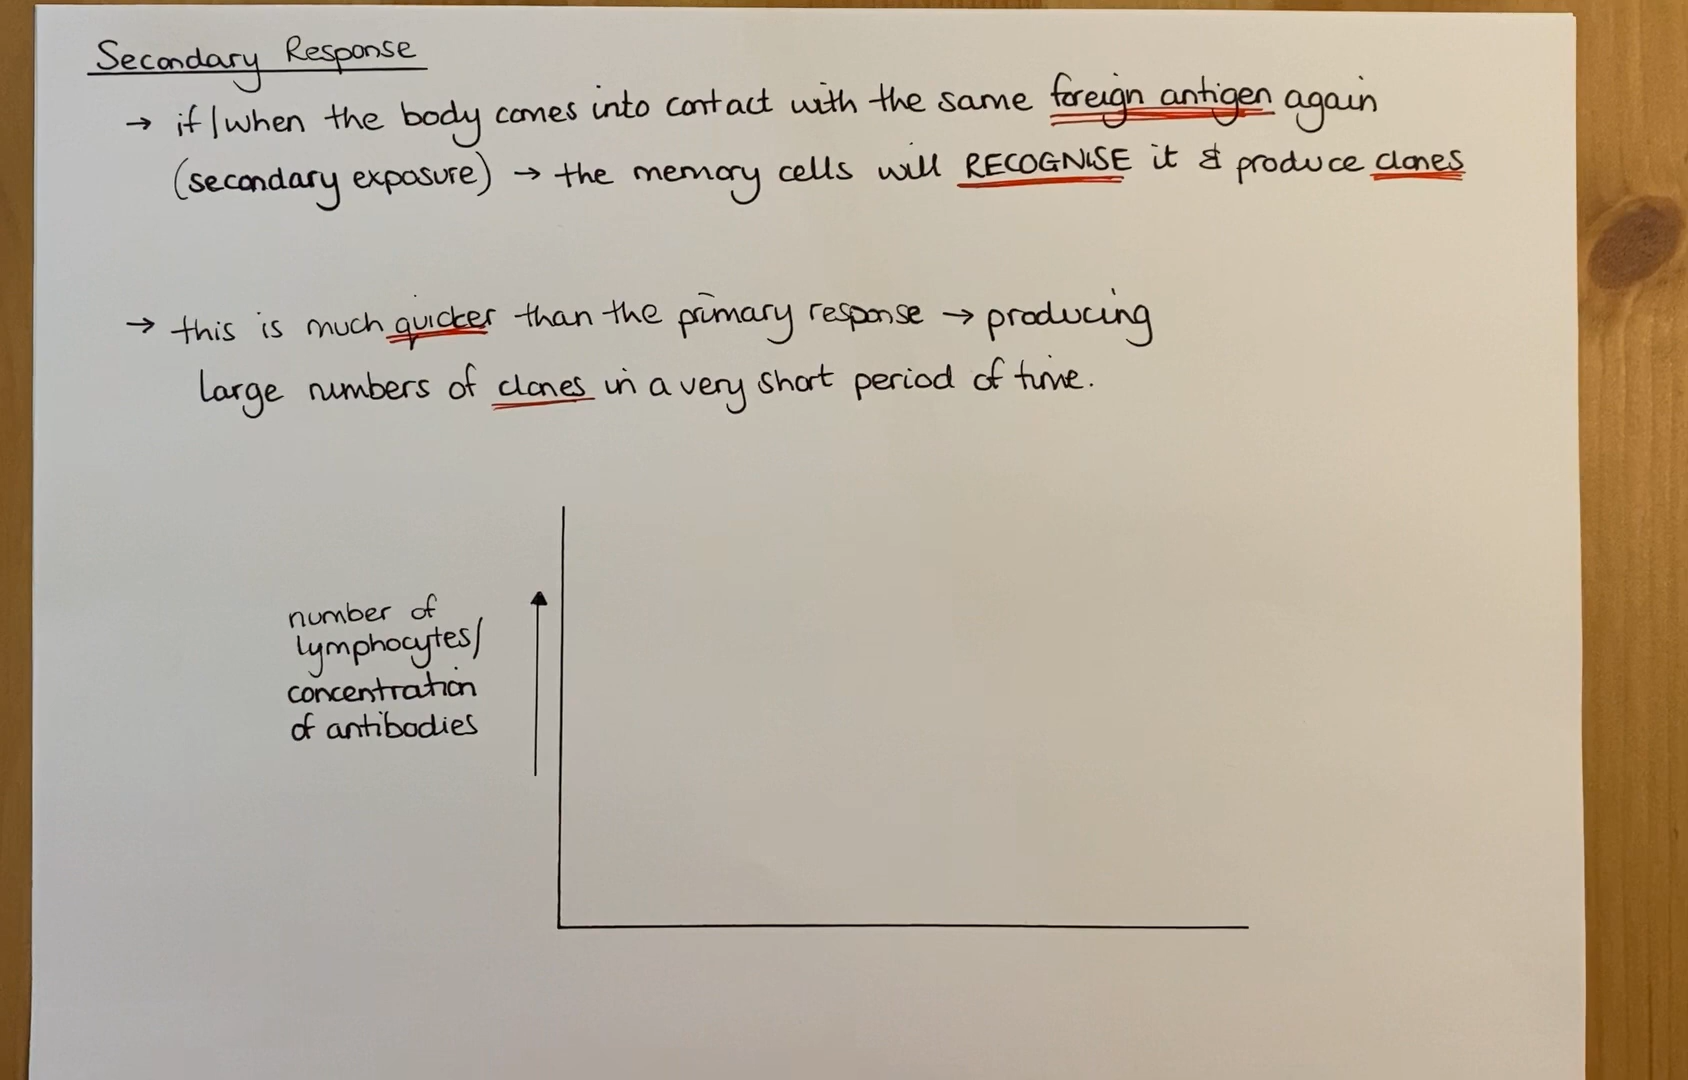 Secondary Response
→ if/when the body comes into contact with the same foreign antigen again
(secondary exposure) → the memory cells will RECOGNISE it & produce clones
→ this is much quicker than the primary response → producing
large numbers of clones in a very short period of time.
number of
lymphocytes/
concentration
of antibodies